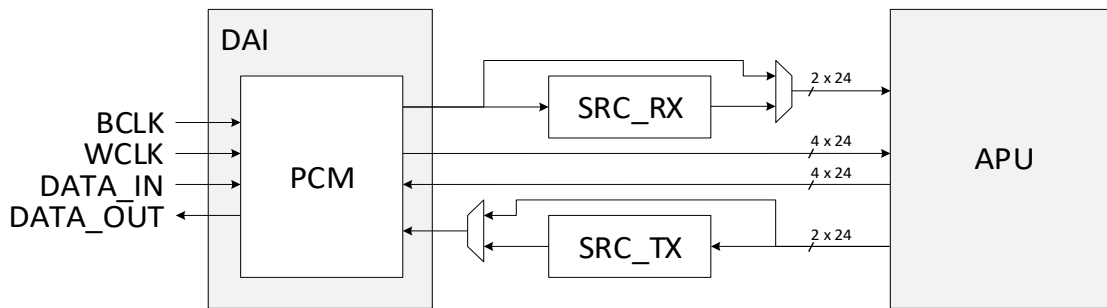 DAI
BCLK
WCLK
DATA_IN
DATA_OUT
PCM
SRC_RX
2 x 24
4 x 24
4 x 24
SRC_TX
2 x 24
APU